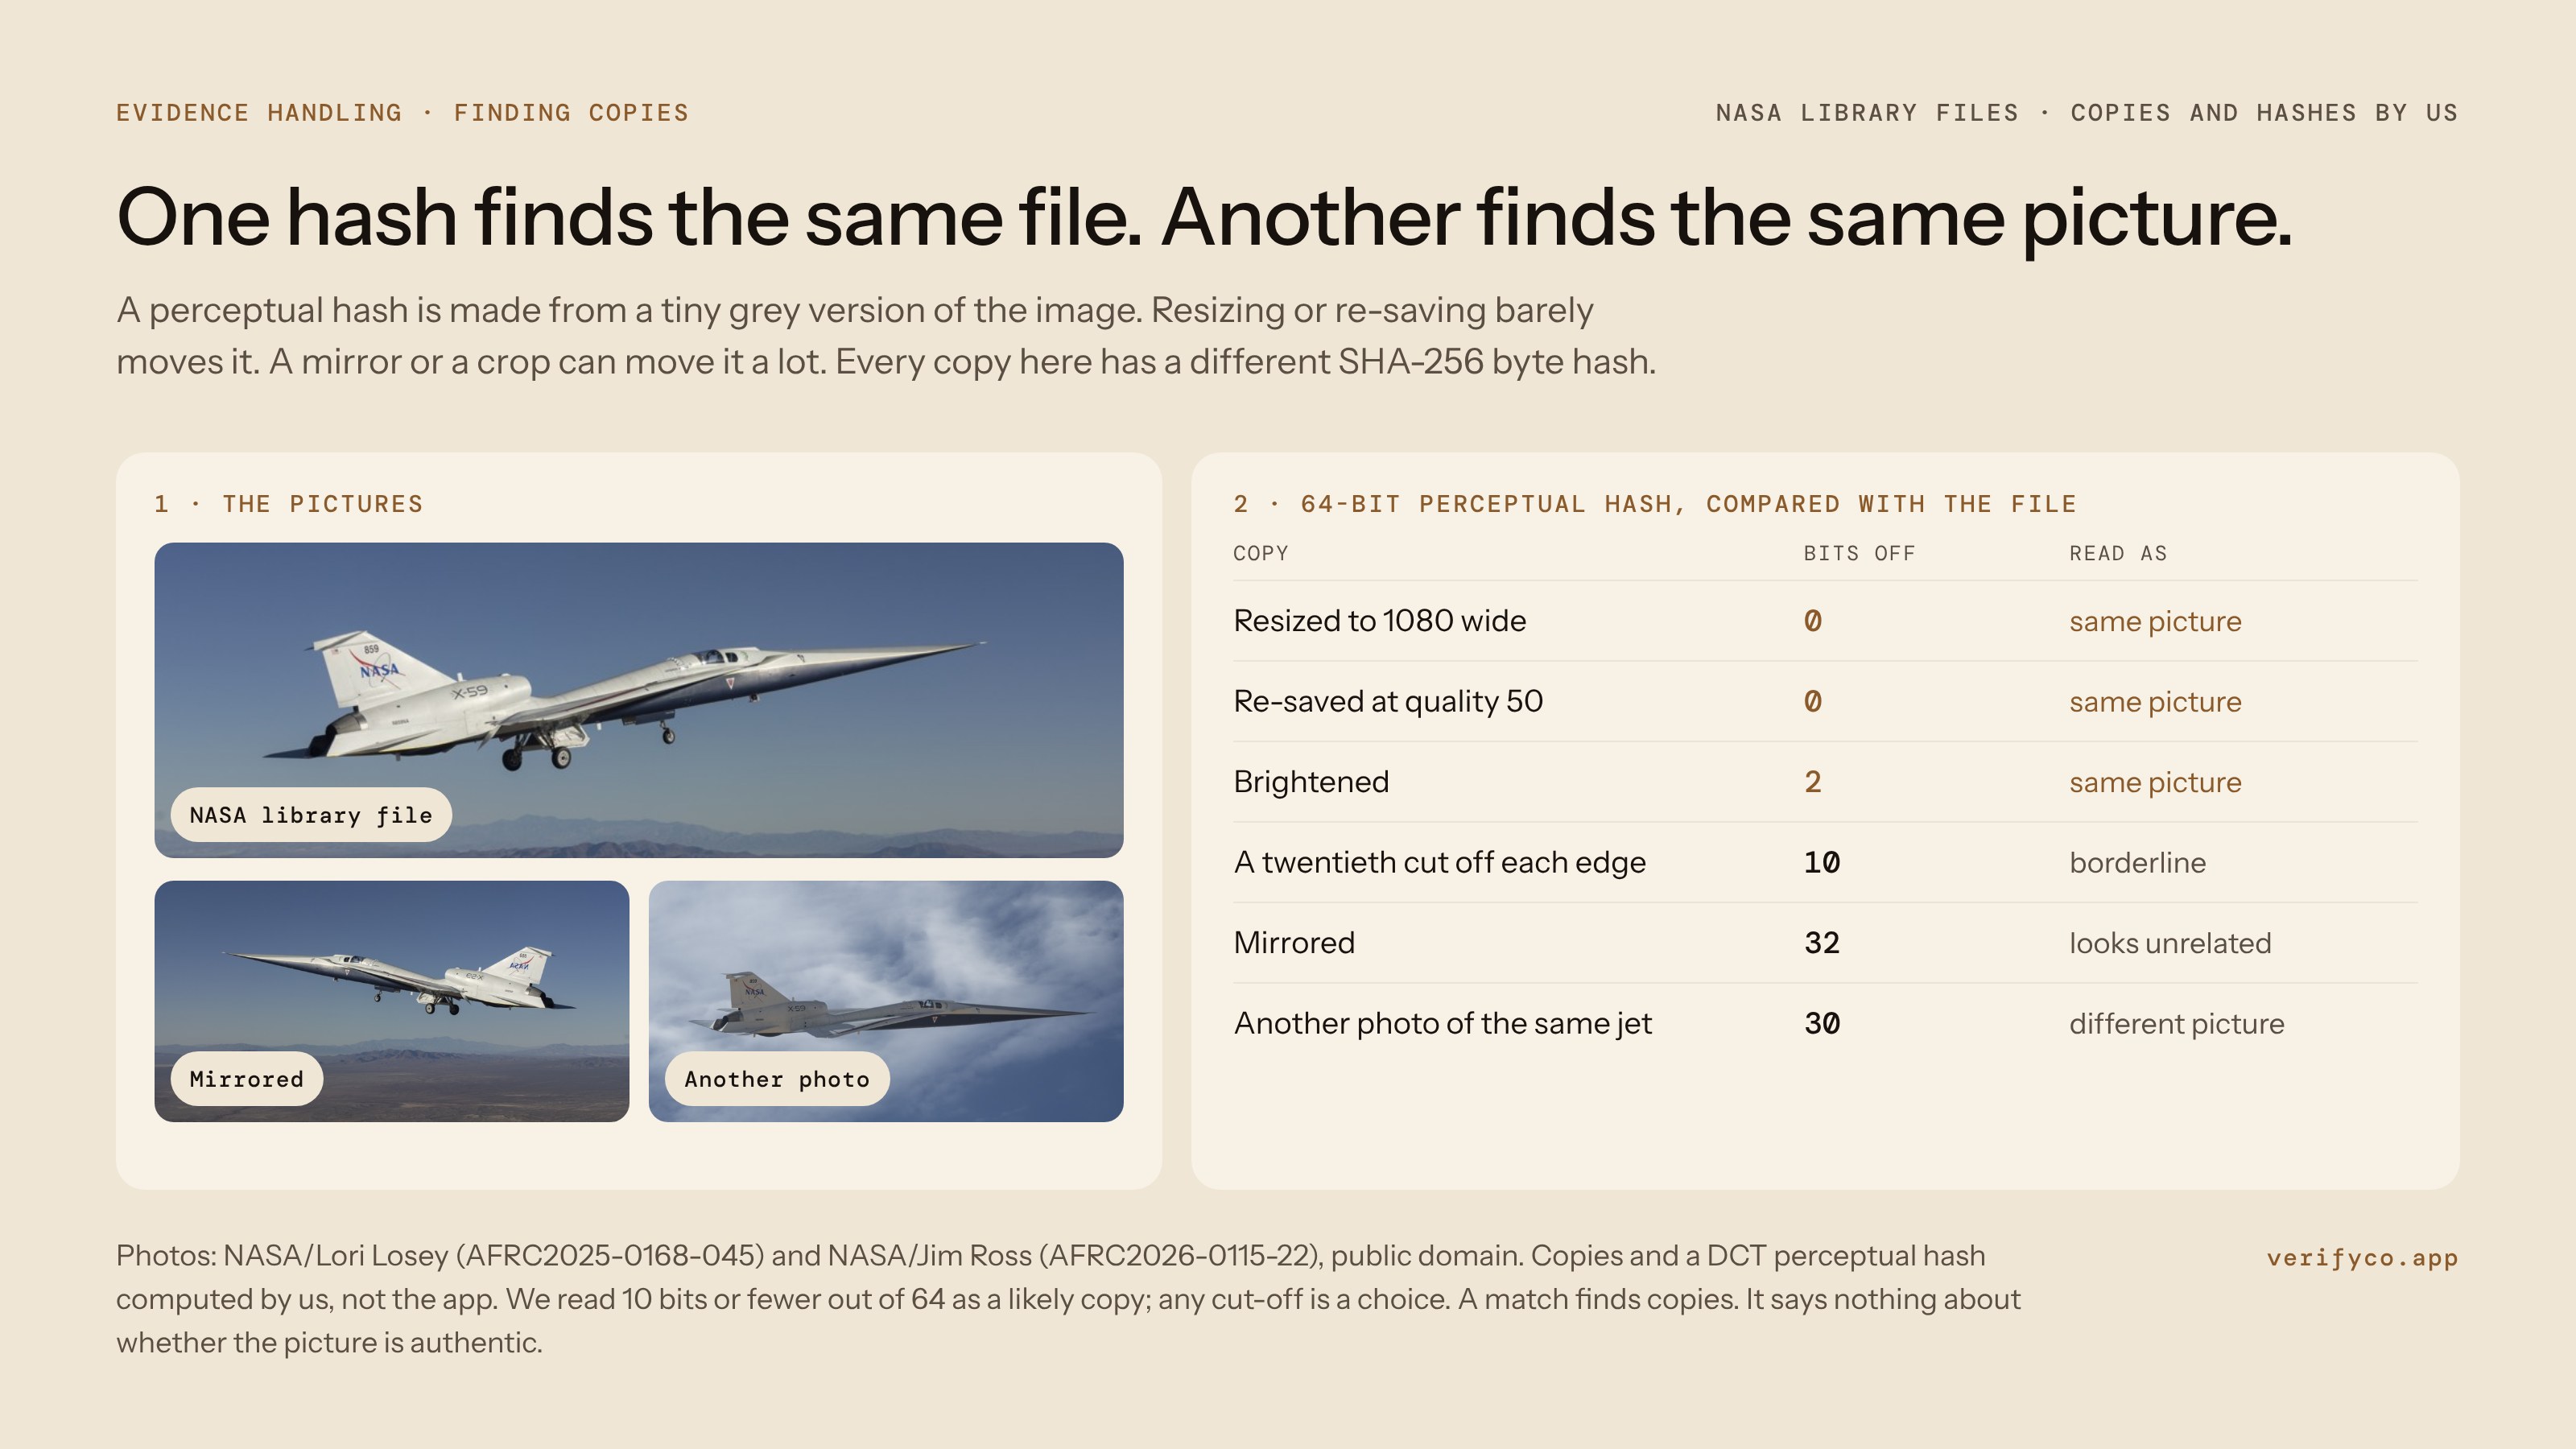 EVIDENCE HANDLING · FINDING COPIES
NASA LIBRARY FILES · COPIES AND HASHES BY US
One hash finds the same file. Another finds the same picture.
A perceptual hash is made from a tiny grey version of the image. Resizing or re-saving barely
moves it. A mirror or a crop can move it a lot. Every copy here has a different SHA-256 byte hash.
1 · THE PICTURES
859
NASA
X-59
NASA library file
Mirrored
NASA
X-59
Another photo
2 · 64-BIT PERCEPTUAL HASH, COMPARED WITH THE FILE
COPY BITS OFF READ AS
Resized to 1080 wide 0 same picture
Re-saved at quality 50 0 same picture
Brightened 2 same picture
A twentieth cut off each edge 10 borderline
Mirrored 32 looks unrelated
Another photo of the same jet 30 different picture
Photos: NASA/Lori Losey (AFRC2025-0168-045) and NASA/Jim Ross (AFRC2026-0115-22), public domain. Copies and a DCT perceptual hash
computed by us, not the app. We read 10 bits or fewer out of 64 as a likely copy; any cut-off is a choice. A match finds copies. It says nothing about
whether the picture is authentic.
verifyco.app